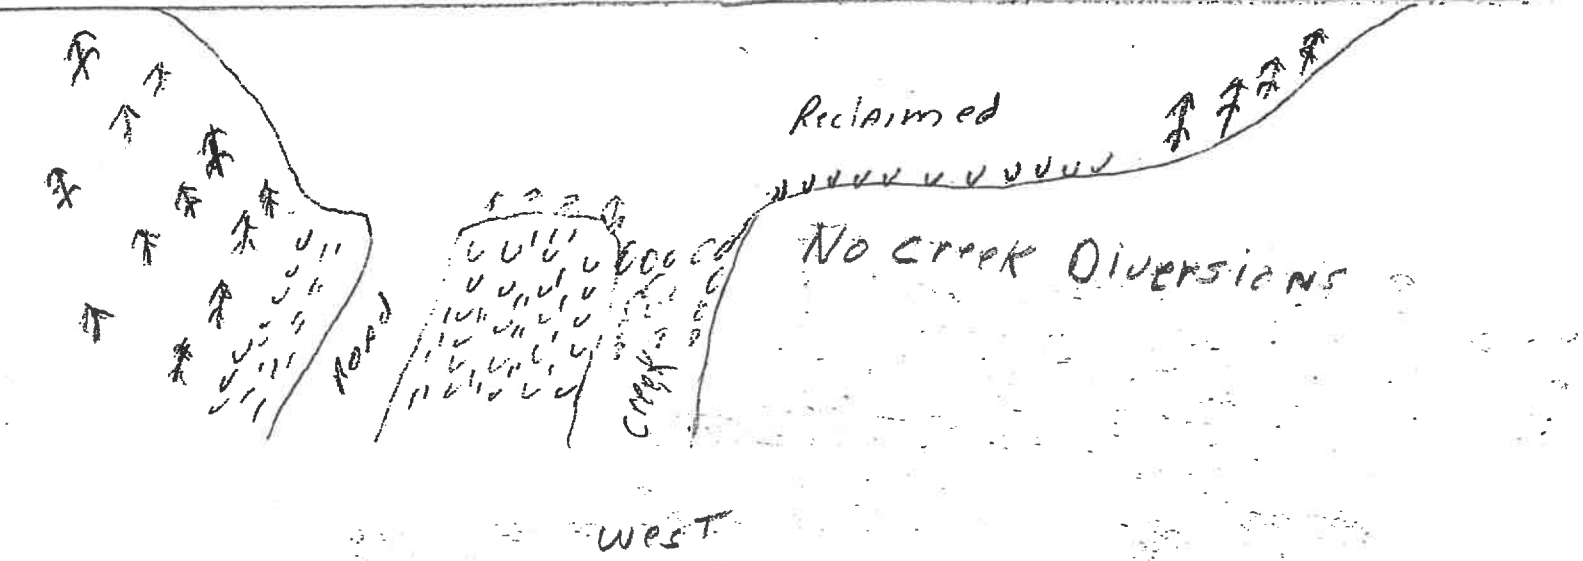 Reclaimed
No creek Diversions
road
creek
west